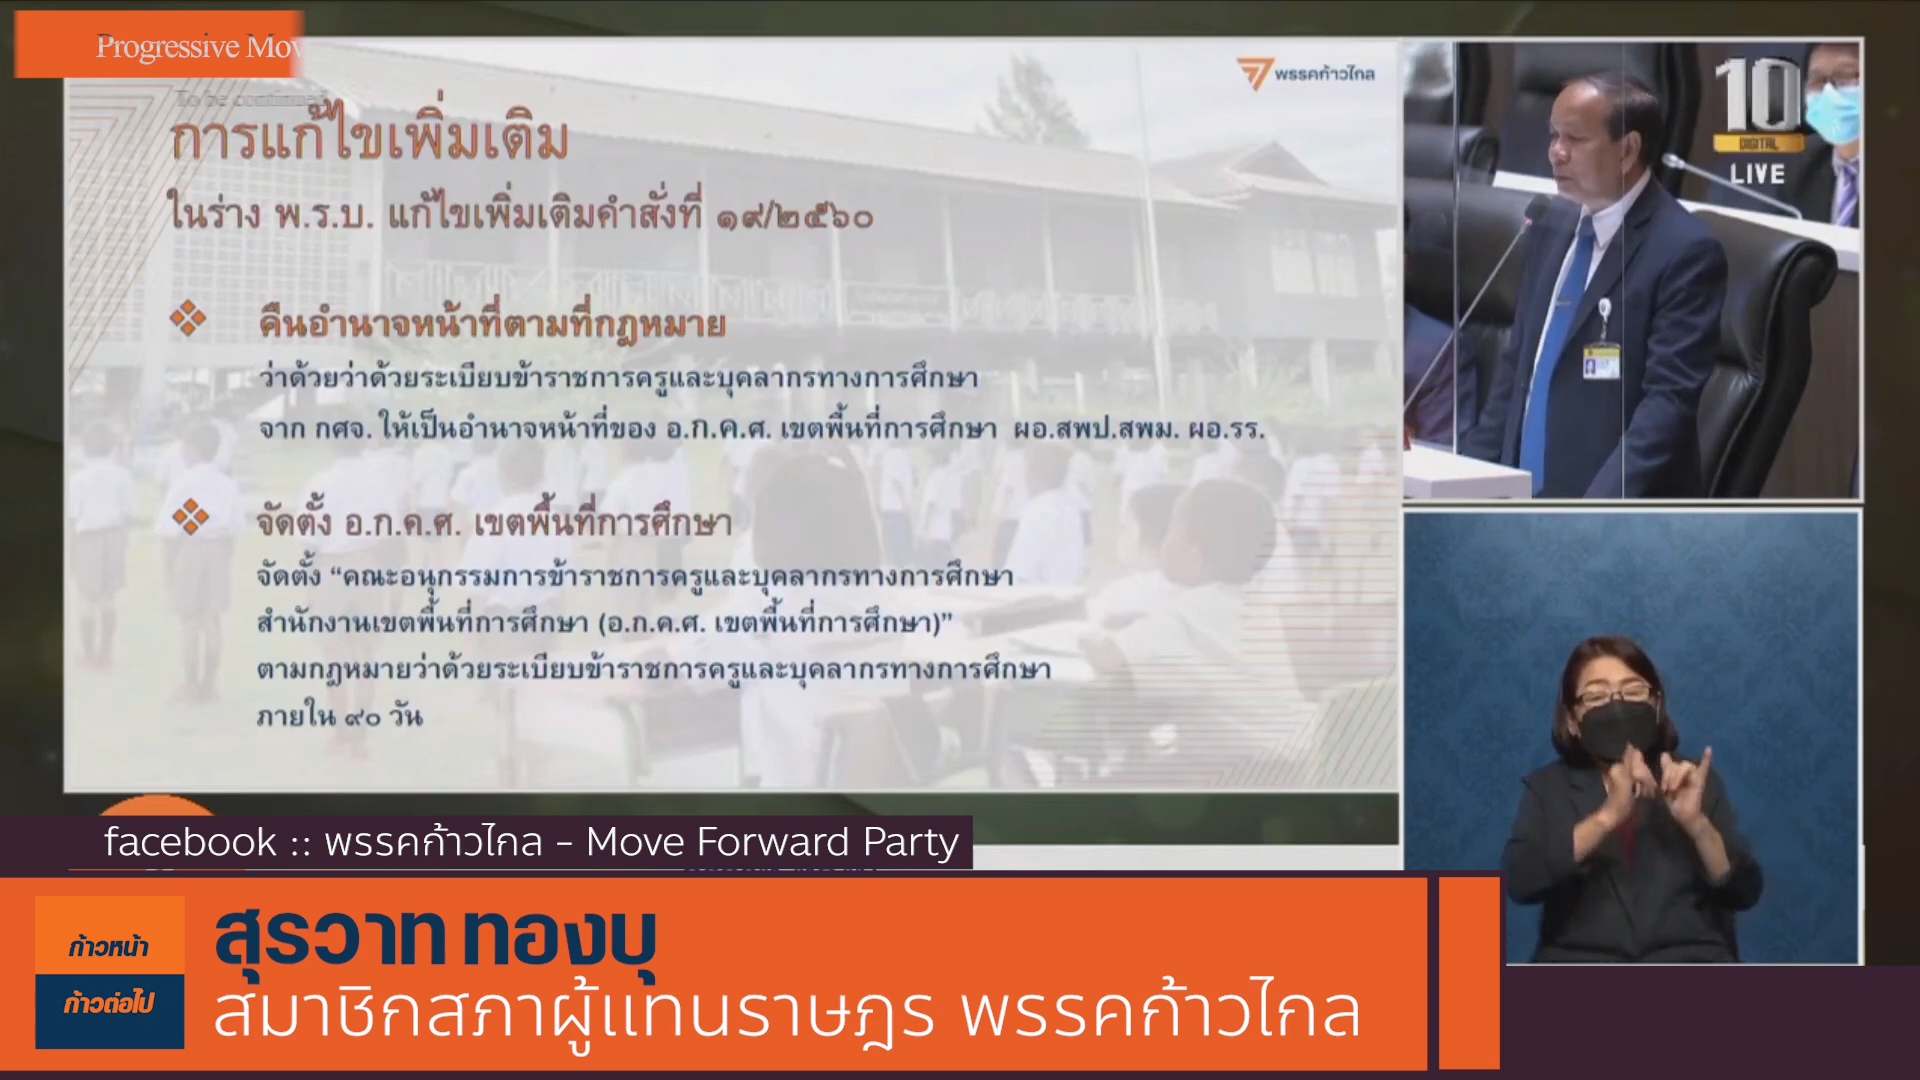 Progressive Mov
To be continued
พรรคก้าวไกล
การแก้ไขเพิ่มเติม
ในร่าง พ.ร.บ. แก้ไขเพิ่มเติมคำสั่งที่ ๑๙/๒๕๖๐
คืนอำนาจหน้าที่ตามที่กฎหมาย
ว่าด้วยว่าด้วยระเบียบข้าราชการครูและบุคลากรทางการศึกษา
จาก กศจ. ให้เป็นอำนาจหน้าที่ของ อ.ก.ค.ศ. เขตพื้นที่การศึกษา ผอ.สพป.สพม. ผอ.รร.
จัดตั้ง อ.ก.ค.ศ. เขตพื้นที่การศึกษา
จัดตั้ง “คณะอนุกรรมการข้าราชการครูและบุคลากรทางการศึกษา
สำนักงานเขตพื้นที่การศึกษา (อ.ก.ค.ศ. เขตพื้นที่การศึกษา)”
ตามกฎหมายว่าด้วยระเบียบข้าราชการครูและบุคลากรทางการศึกษา
ภายใน ๙๐ วัน
10
DIGITAL
LIVE
facebook :: พรรคก้าวไกล - Move Forward Party
ก้าวหน้า
ก้าวต่อไป
สุรวาท ทองบุ
สมาชิกสภาผู้แทนราษฎร พรรคก้าวไกล